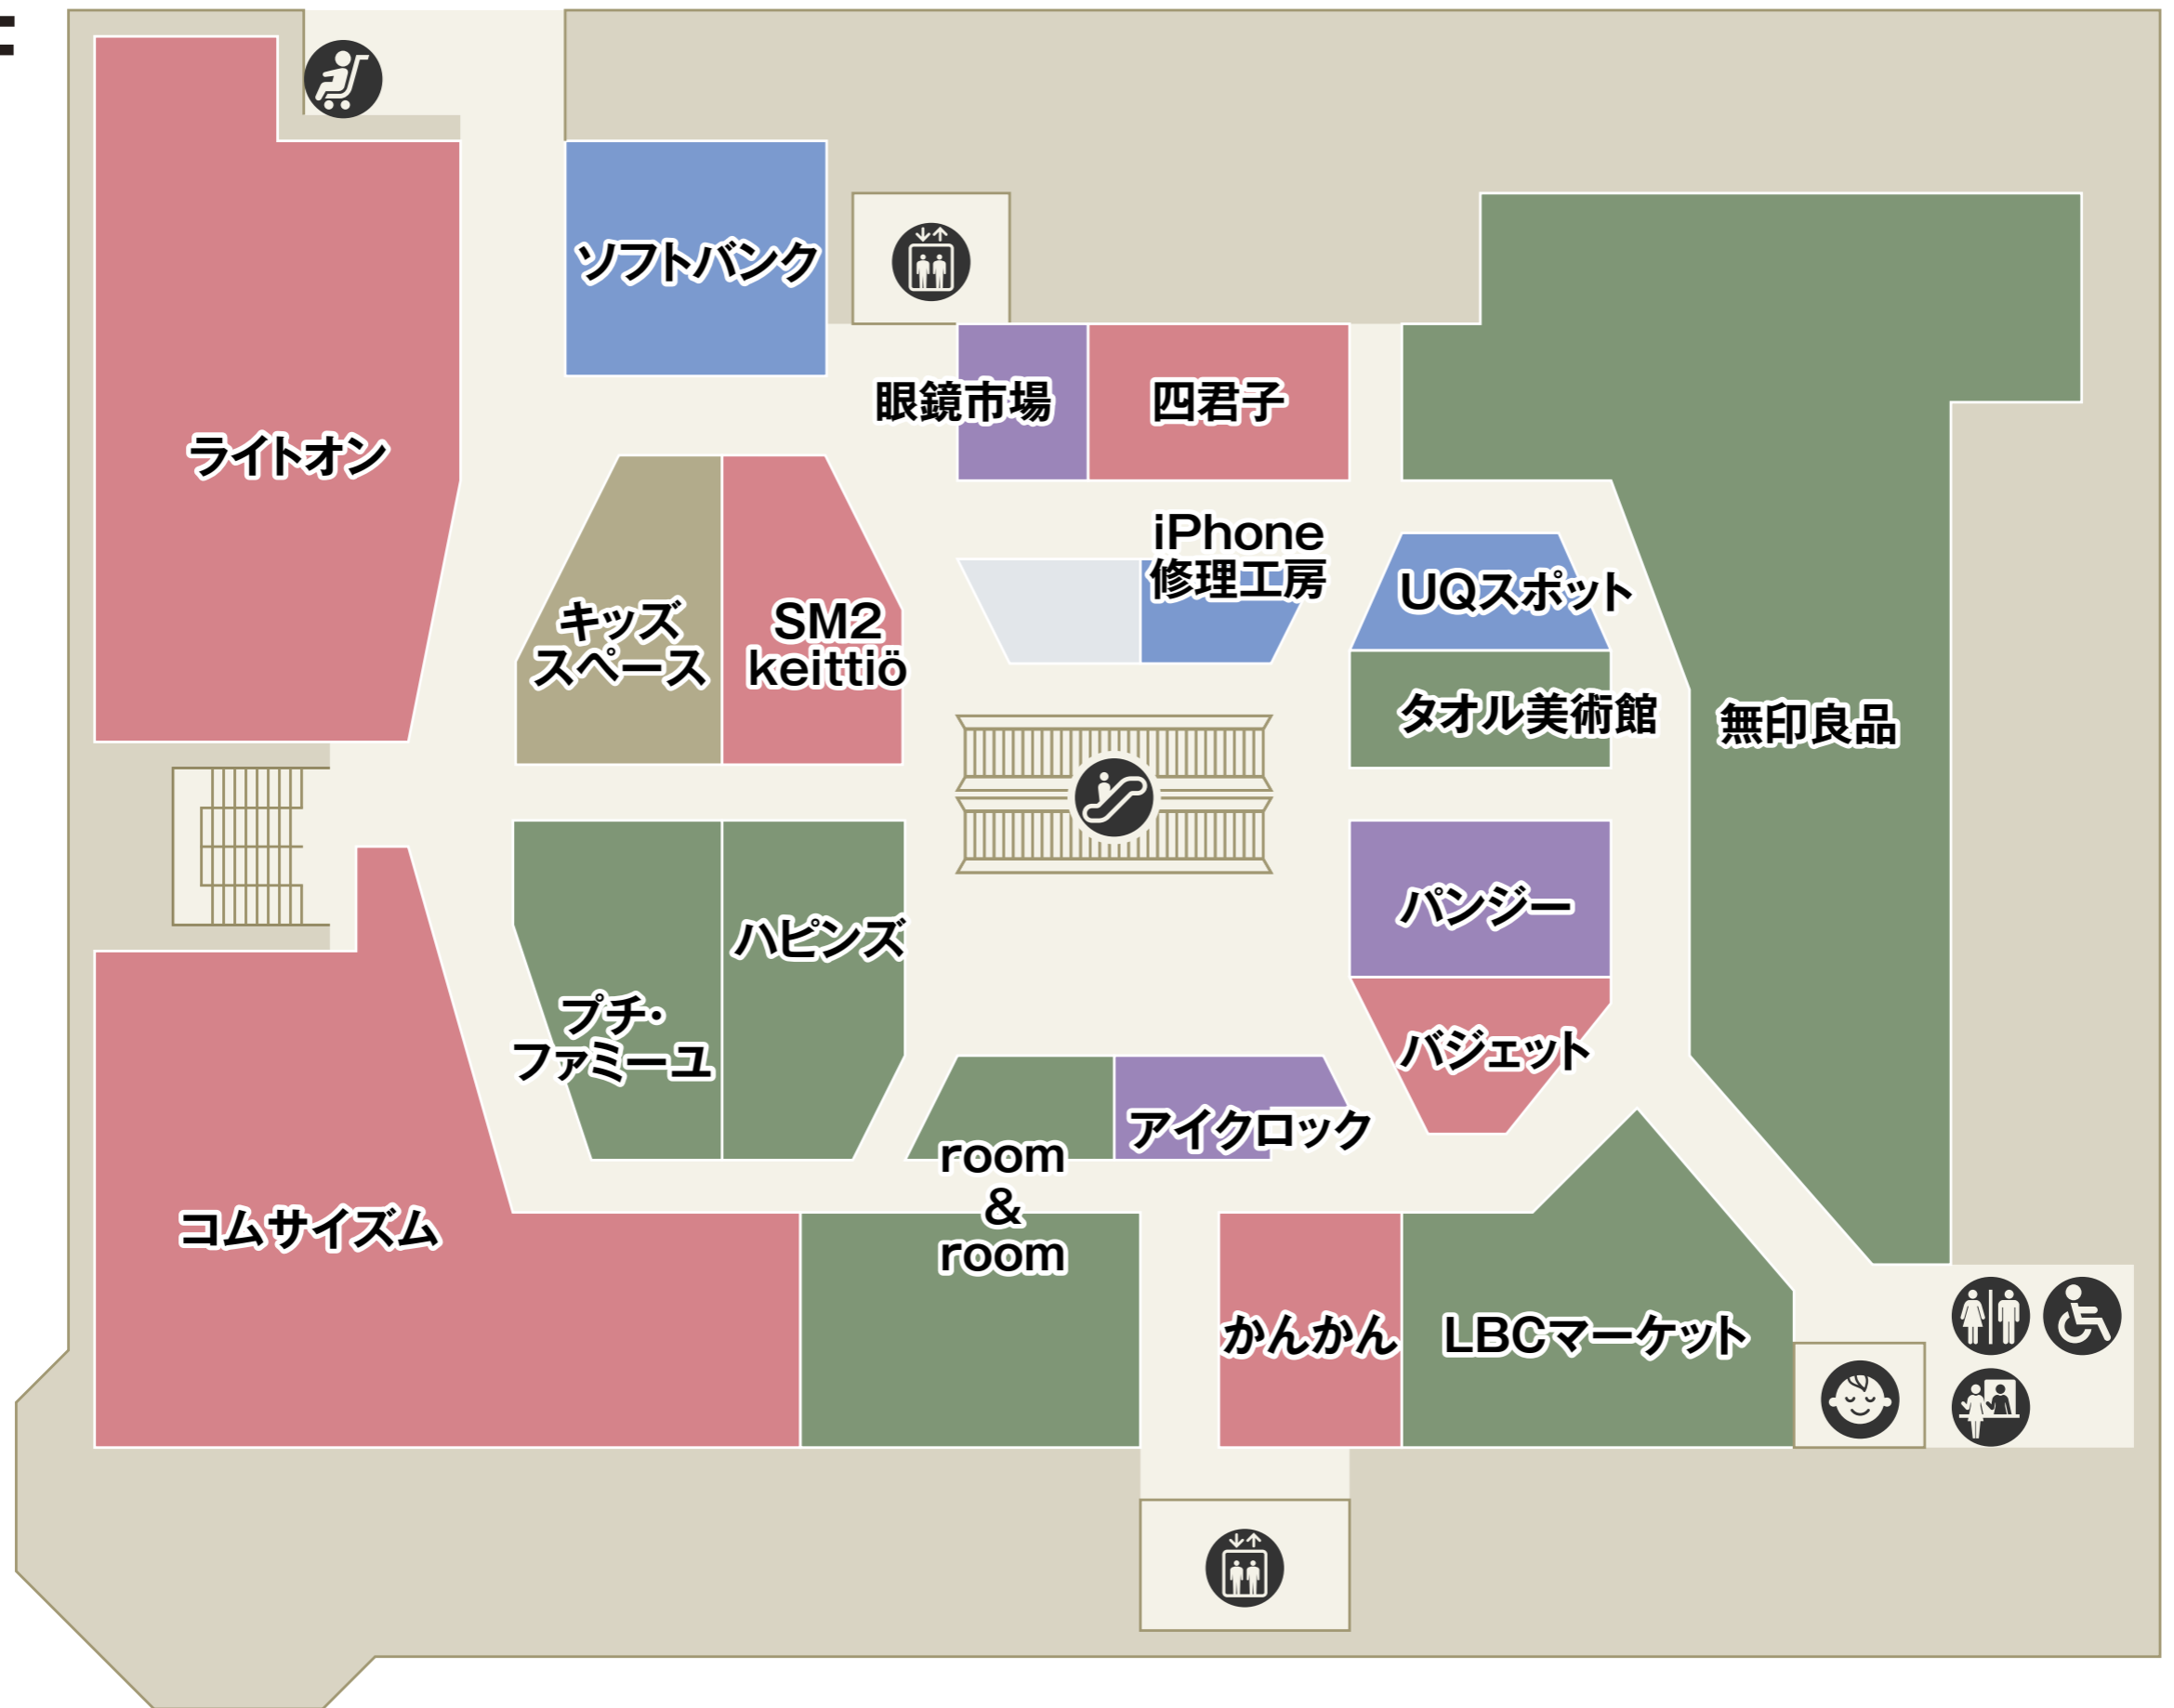 ソフトバンク
眼鏡市場
四君子
ライトオン
iPhone
修理工房
UQスポット
キッズ
スペース
SM2
keittiö
タオル美術館
無印良品
パンジー
ハピンズ
プチ・
ファミーユ
バジェット
アイクロック
room
&
room
コムサイズム
かんかん
LBCマーケット